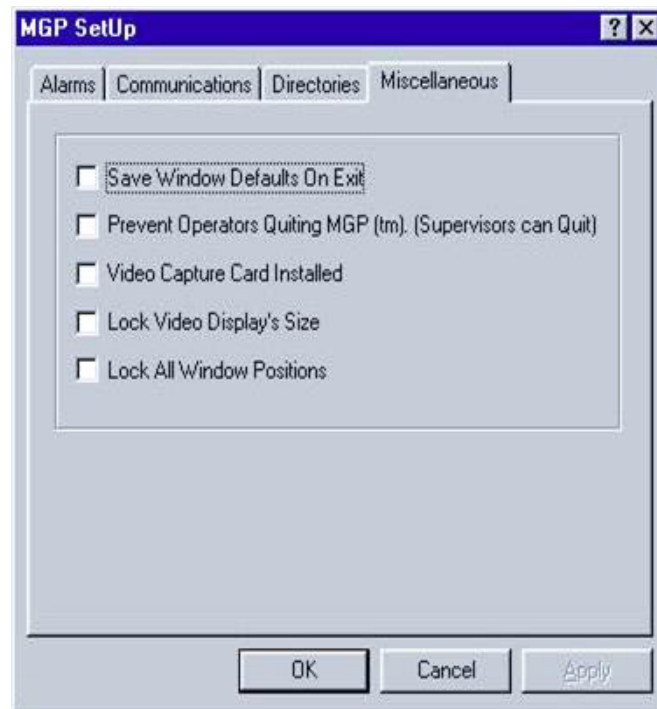 MGP SetUp
Alarms Communications Directories Miscellaneous
Save Window Defaults On Exit
Prevent Operators Quiting MGP (tm). (Supervisors can Quit)
Video Capture Card Installed
Lock Video Display's Size
Lock All Window Positions
OK Cancel Apply